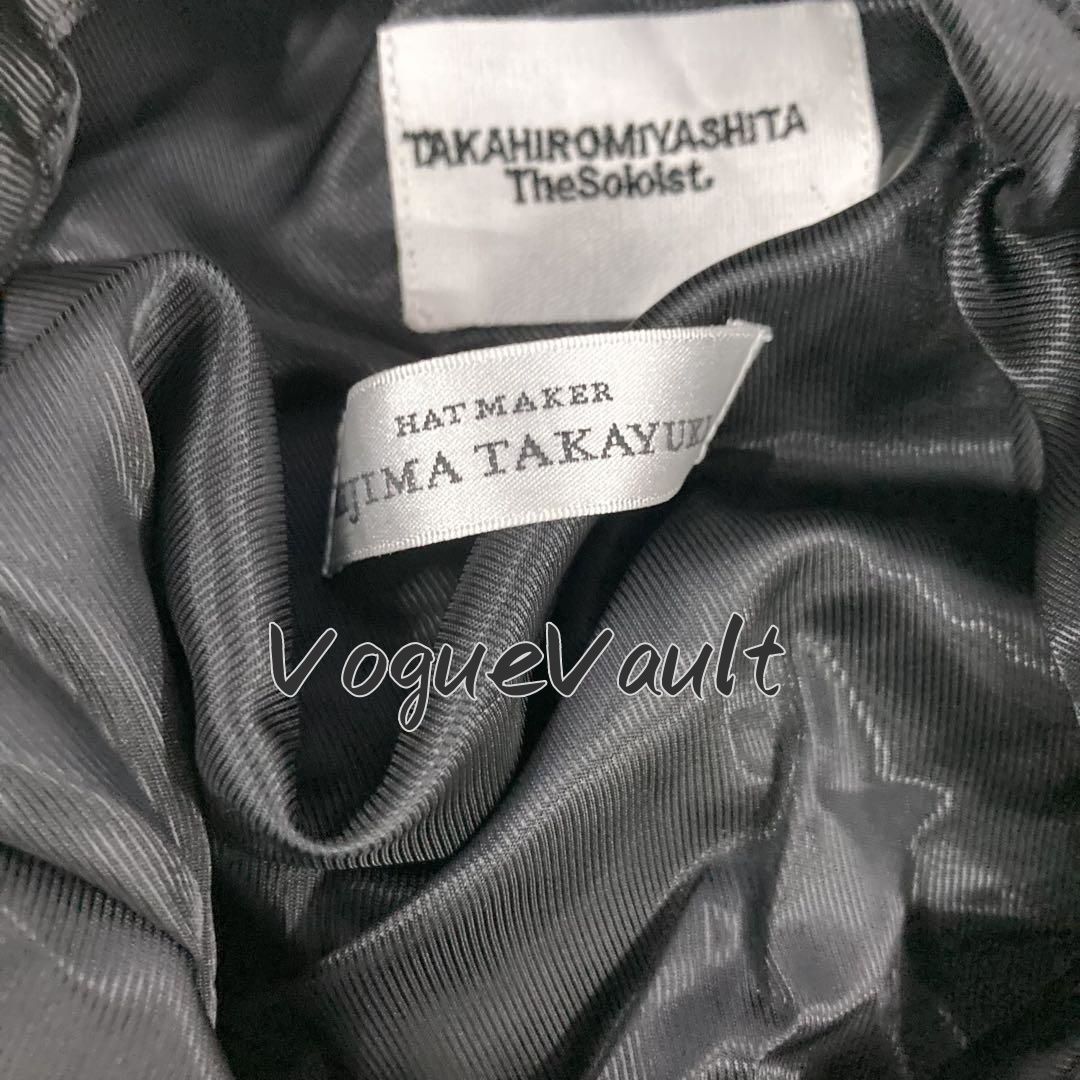 TAKAHIROMIYASHITA
TheSoloist.
HAT MAKER
TAKAYUKI
VogueVault